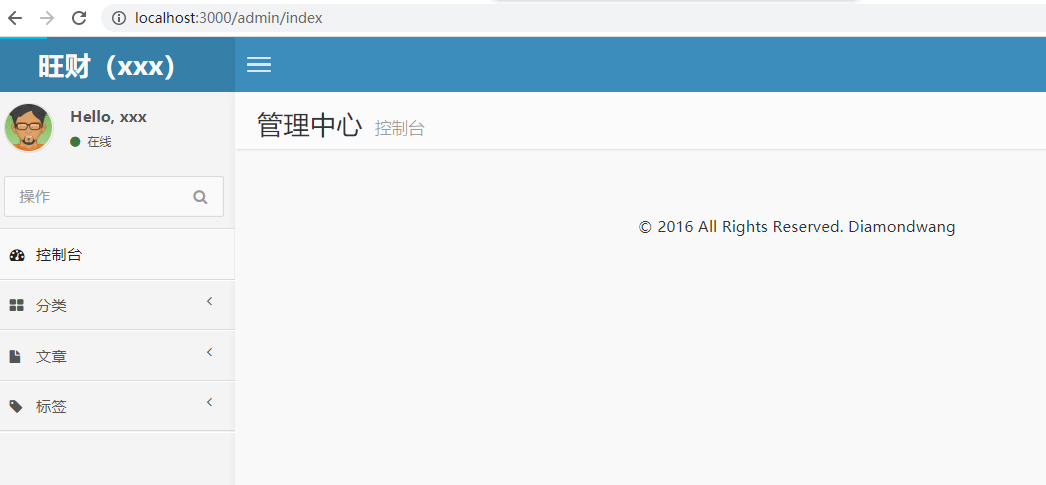 localhost:3000/admin/index
旺财（xxx）
Hello, xxx
在线
操作
控制台
分类
文章
标签
管理中心 控制台
© 2016 All Rights Reserved. Diamondwang